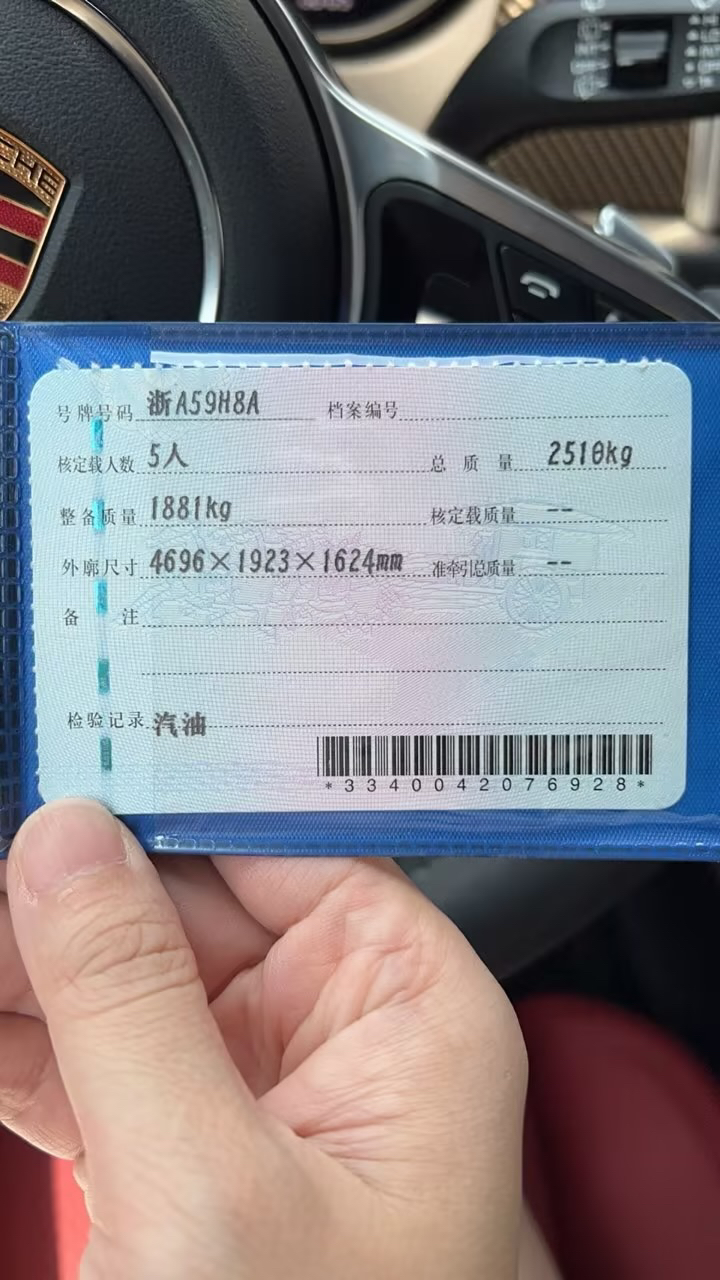 CHE
号牌号码 浙A59H8A 档案编号
核定载人数 5人 总质量 2510kg
整备质量 1881kg 核定载质量 --
外廓尺寸 4696×1923×1624mm 准牵引总质量 --
备注
检验记录 汽油
*3340042076928*